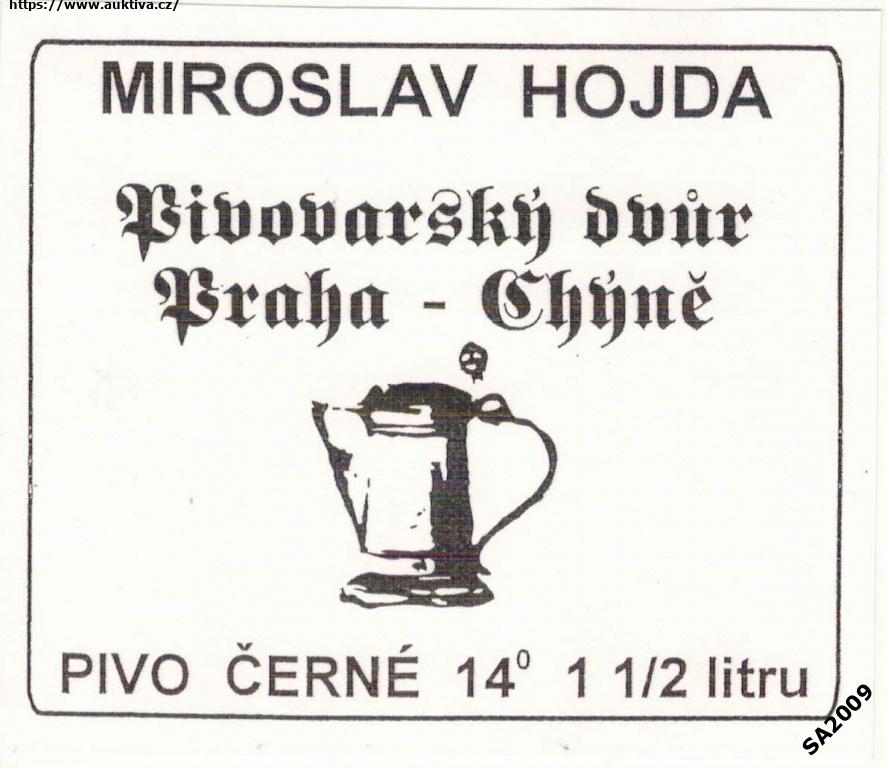 https://www.auktiva.cz/
MIROSLAV HOJDA
Pivovarský dvůr
Praha - Chýně
PIVO ČERNÉ 14⁰ 1 1/2 litru
SA2009